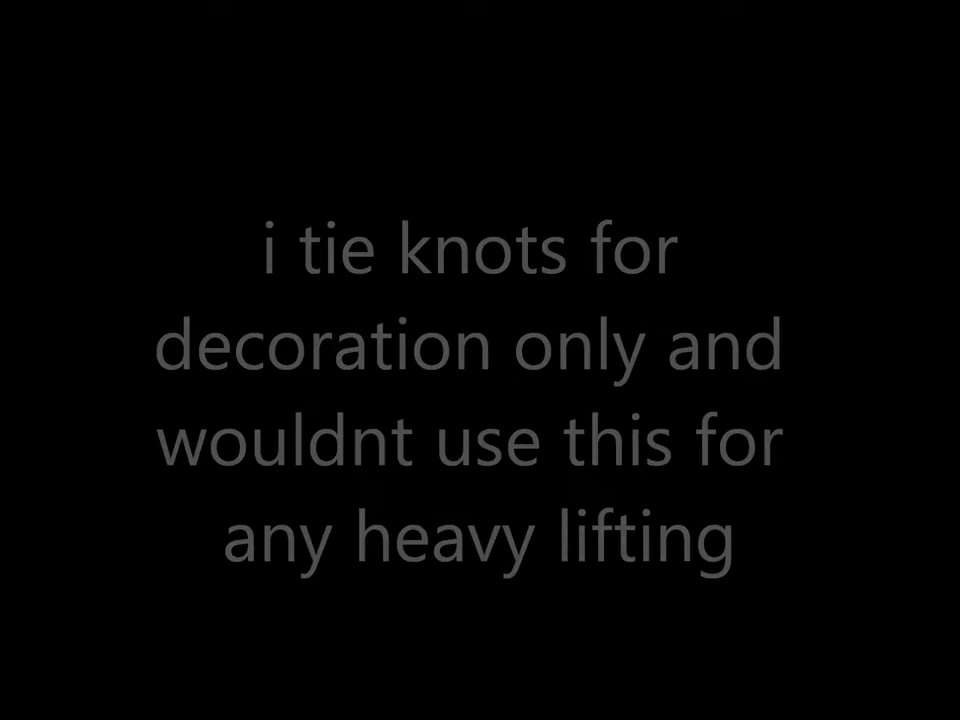 i tie knots for
decoration only and
wouldnt use this for
any heavy lifting